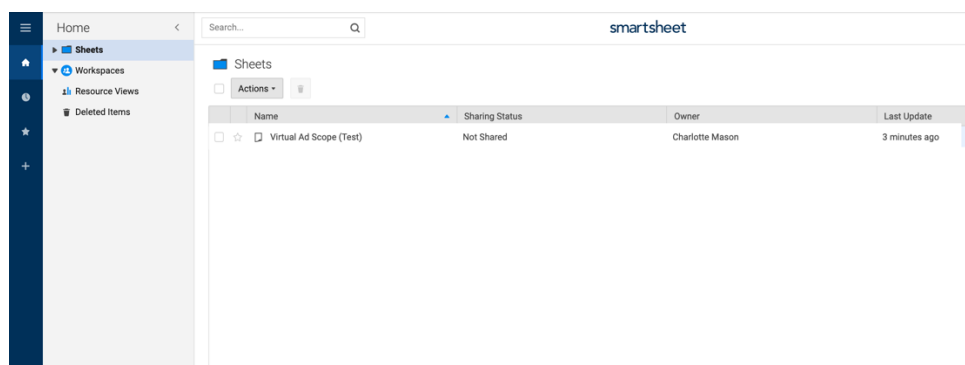 Home
Search...
smartsheet
Sheets
Workspaces
Resource Views
Deleted Items
Sheets
Actions
Name
Sharing Status
Owner
Last Update
Virtual Ad Scope (Test)
Not Shared
Charlotte Mason
3 minutes ago